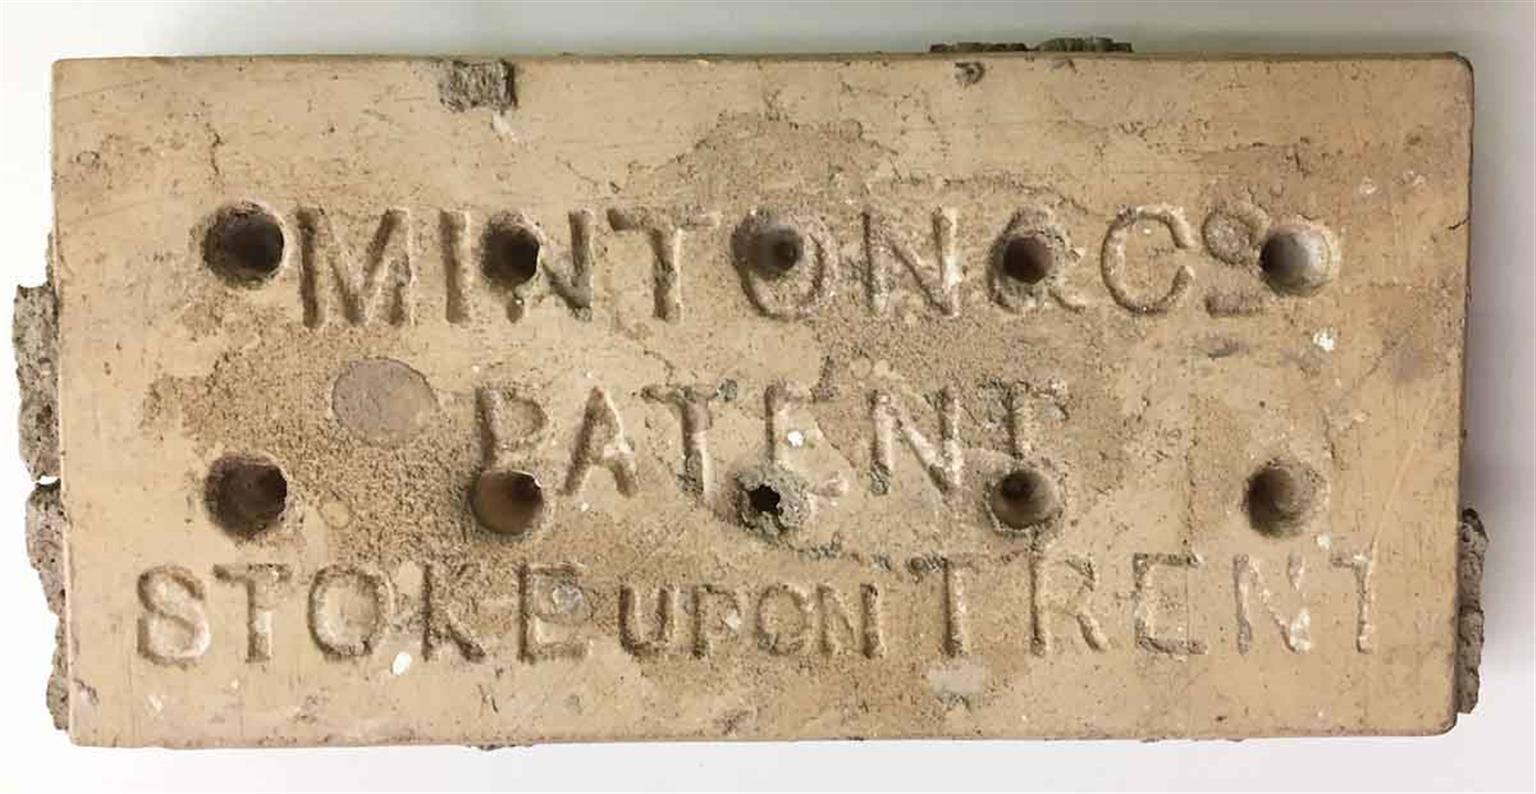 MINTON & Cº
PATENT
STOKE UPON TRENT